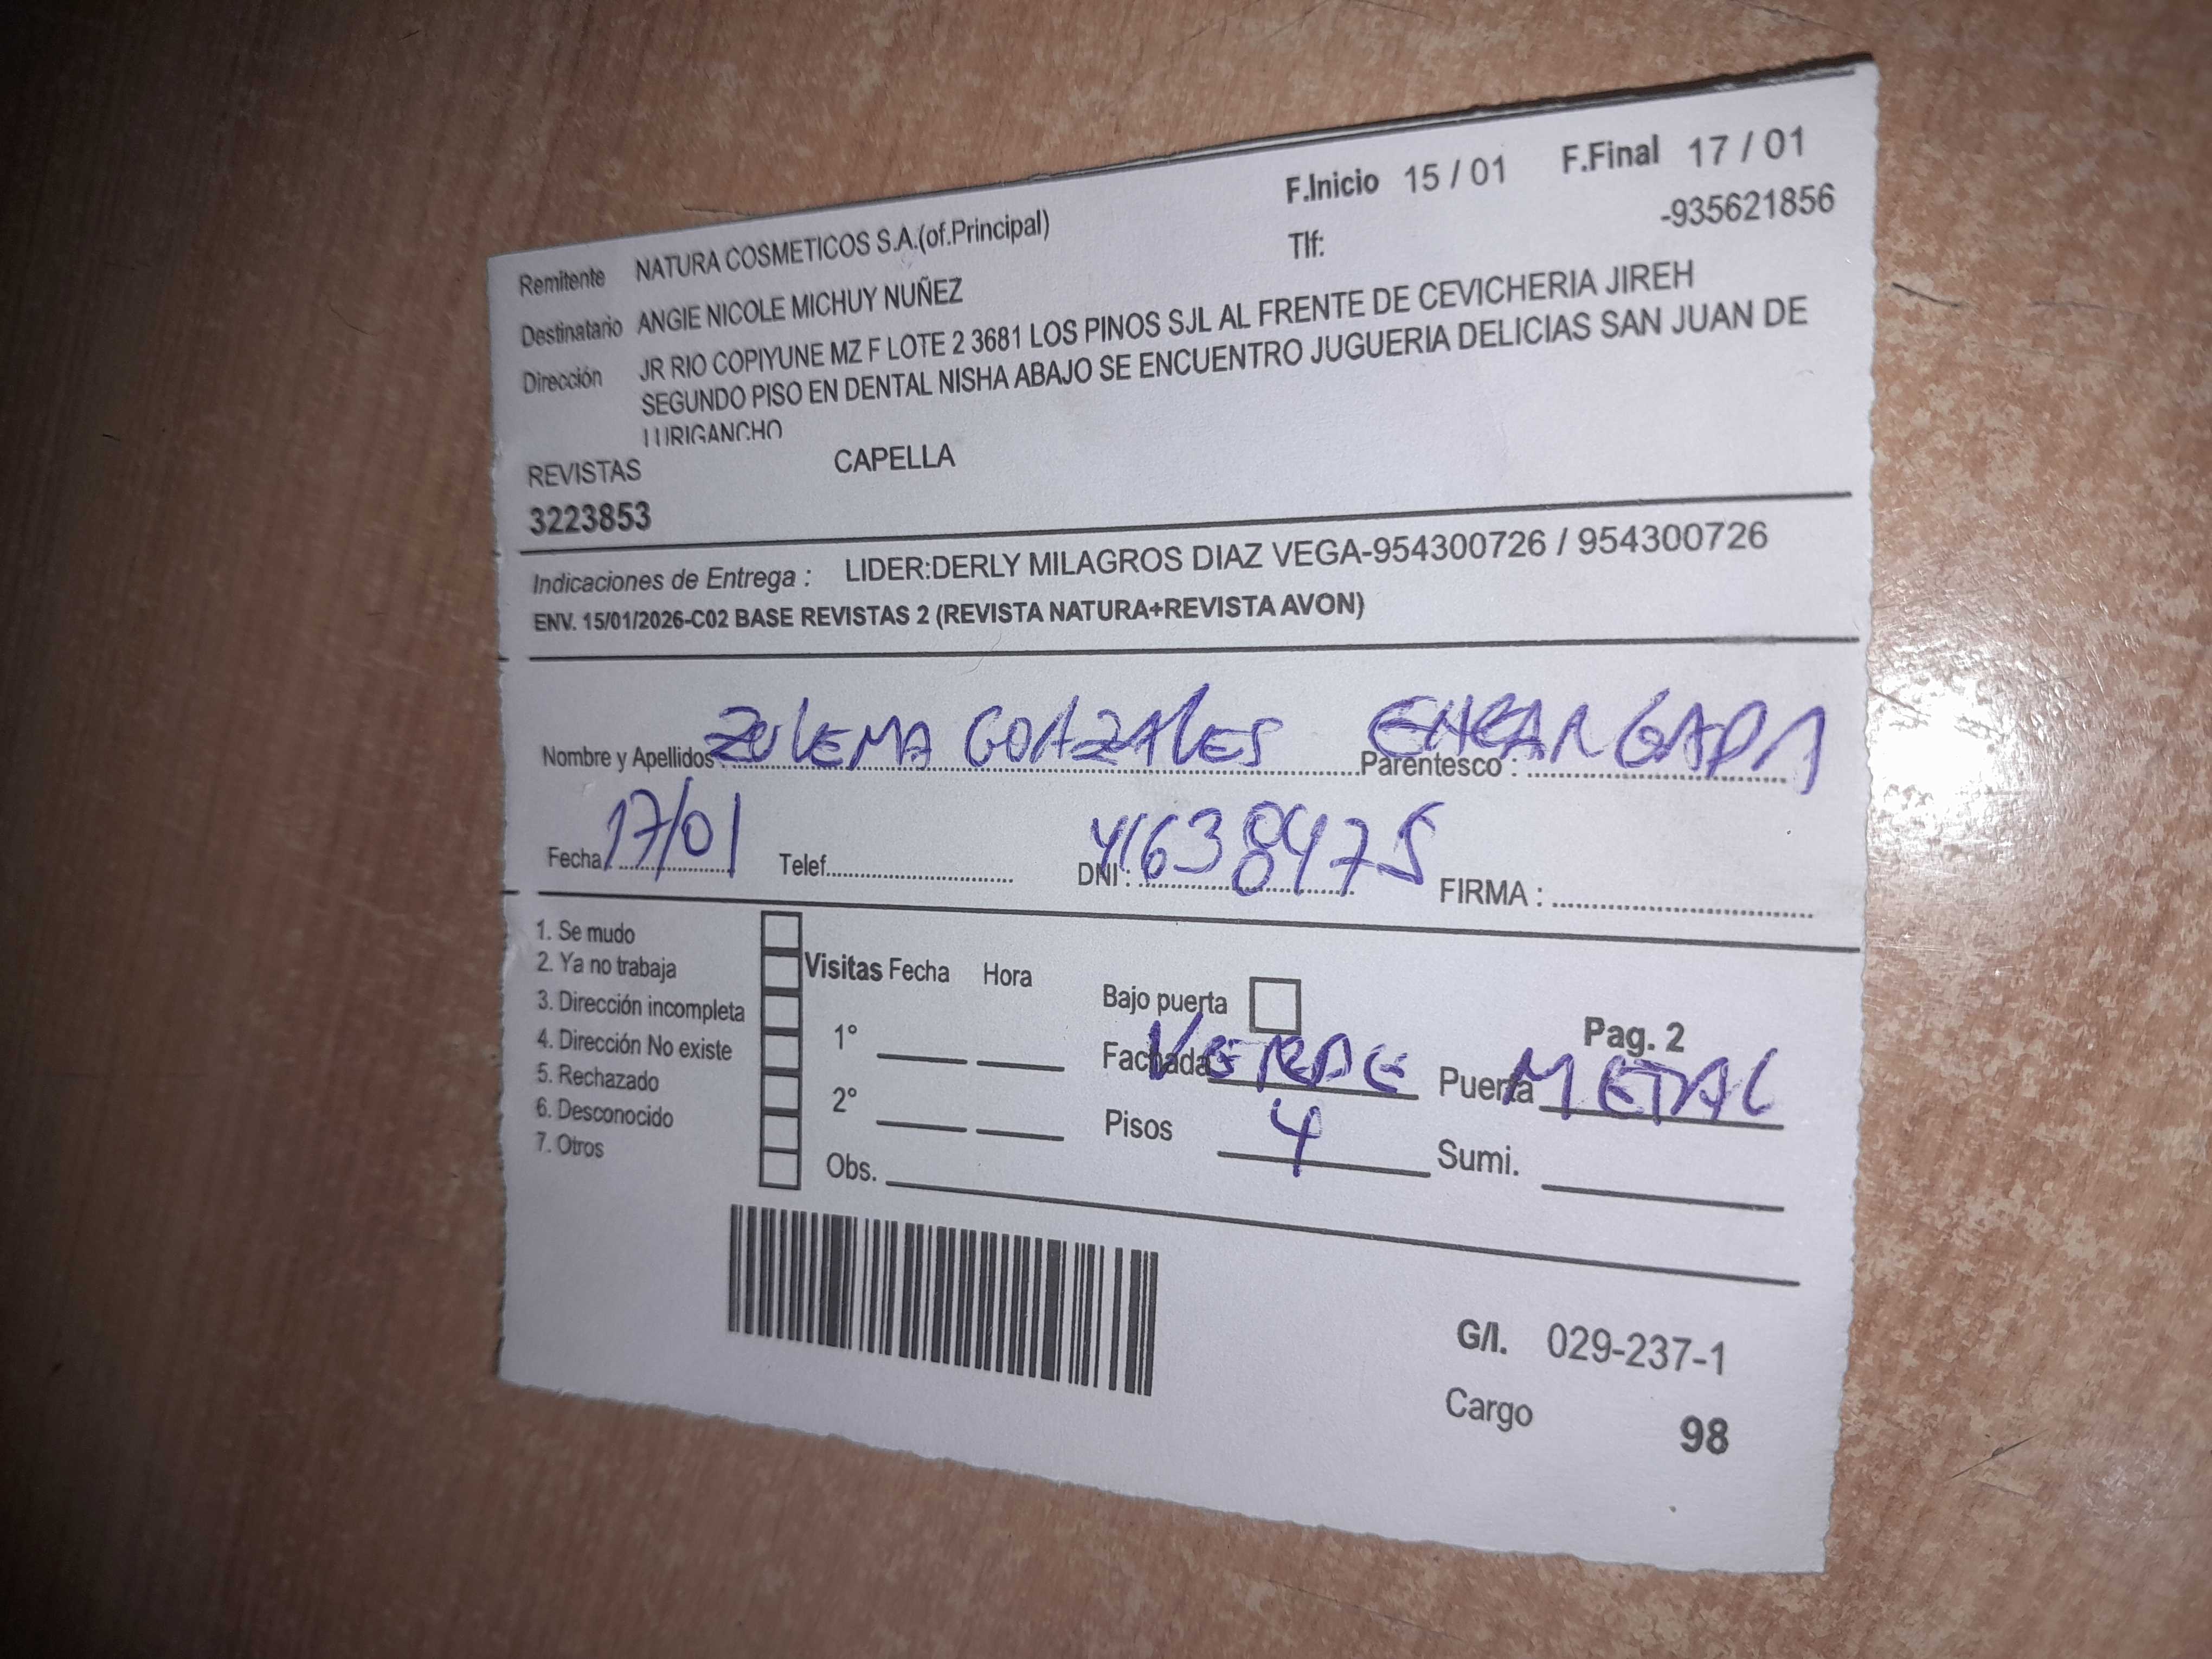 F.Inicio 15 / 01 F.Final 17 / 01
Remitente NATURA COSMETICOS S.A.(of.Principal) Tlf: -935621856
Destinatario ANGIE NICOLE MICHUY NUÑEZ
Dirección JR RIO COPIYUNE MZ F LOTE 2 3681 LOS PINOS SJL AL FRENTE DE CEVICHERIA JIREH
SEGUNDO PISO EN DENTAL NISHA ABAJO SE ENCUENTRO JUGUERIA DELICIAS SAN JUAN DE
LURIGANCHO
REVISTAS CAPELLA
3223853
Indicaciones de Entrega : LIDER:DERLY MILAGROS DIAZ VEGA-954300726 / 954300726
ENV. 15/01/2026-C02 BASE REVISTAS 2 (REVISTA NATURA+REVISTA AVON)
Nombre y Apellidos: ZULEMA GONZALES Parentesco : ENCARGADA
Fecha 17/01 Telef. DNI : 41638475 FIRMA :
1. Se mudo
2. Ya no trabaja
3. Dirección incompleta
4. Dirección No existe
5. Rechazado
6. Desconocido
7. Otros
Visitas Fecha Hora
1°
2°
Obs.
Bajo puerta
Pag. 2
Fachada VERDE Puerta METAL
Pisos 4 Sumi.
G/I. 029-237-1
Cargo 98